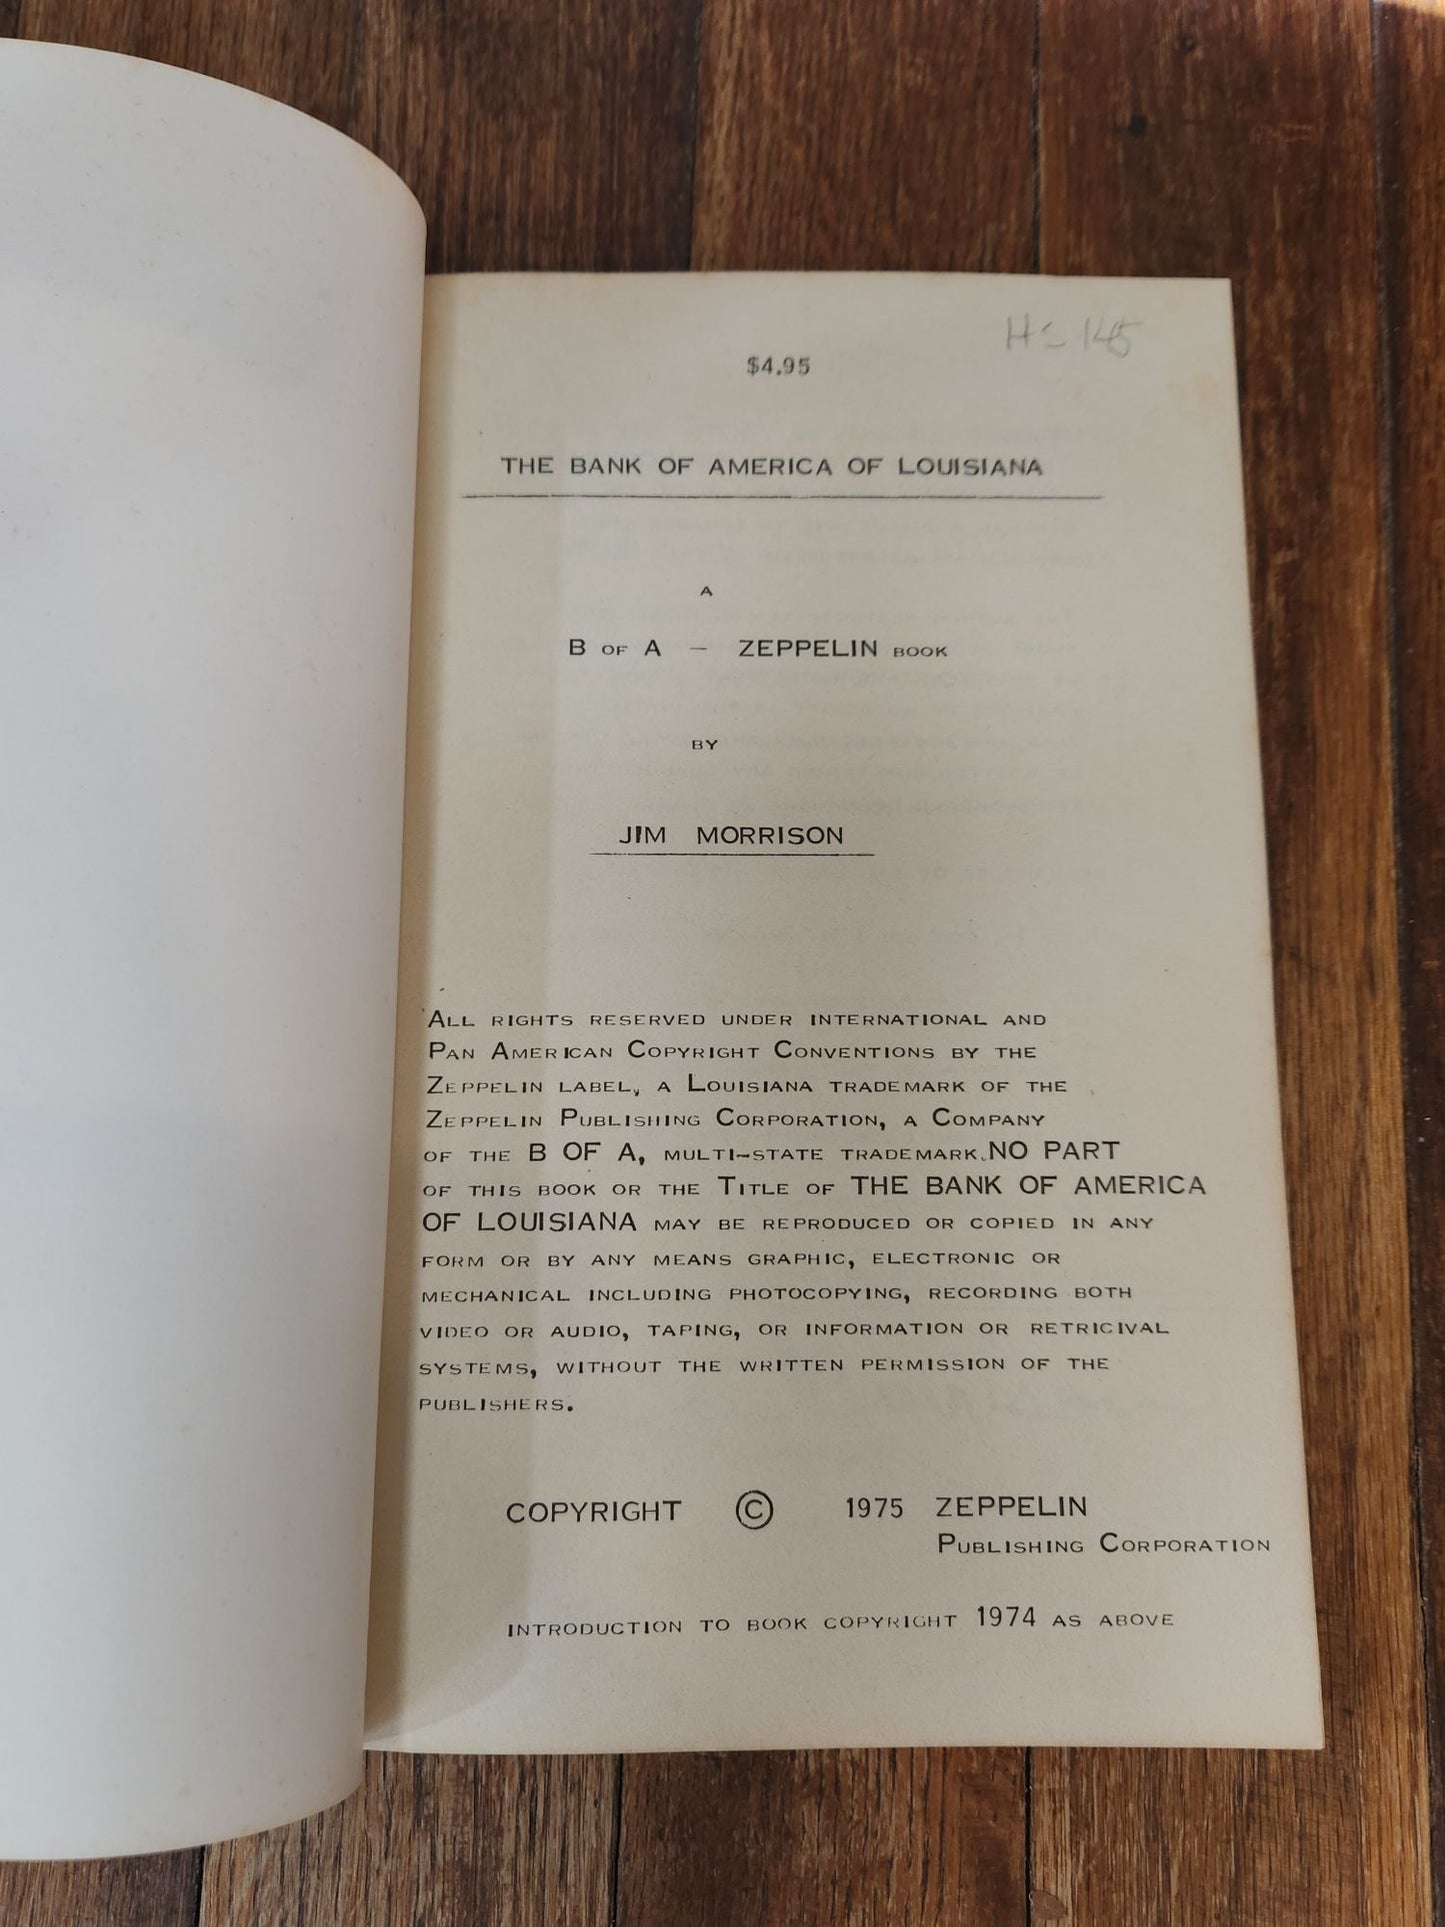 $4.95
THE BANK OF AMERICA OF LOUISIANA
A
B OF A – ZEPPELIN BOOK
BY
JIM MORRISON
ALL RIGHTS RESERVED UNDER INTERNATIONAL AND
PAN AMERICAN COPYRIGHT CONVENTIONS BY THE
ZEPPELIN LABEL, A LOUISIANA TRADEMARK OF THE
ZEPPELIN PUBLISHING CORPORATION, A COMPANY
OF THE B OF A, MULTI-STATE TRADEMARK.NO PART
OF THIS BOOK OR THE TITLE OF THE BANK OF AMERICA
OF LOUISIANA MAY BE REPRODUCED OR COPIED IN ANY
FORM OR BY ANY MEANS GRAPHIC, ELECTRONIC OR
MECHANICAL INCLUDING PHOTOCOPYING, RECORDING BOTH
VIDEO OR AUDIO, TAPING, OR INFORMATION OR RETRICIVAL
SYSTEMS, WITHOUT THE WRITTEN PERMISSION OF THE
PUBLISHERS.
COPYRIGHT © 1975 ZEPPELIN
PUBLISHING CORPORATION
INTRODUCTION TO BOOK COPYRIGHT 1974 AS ABOVE